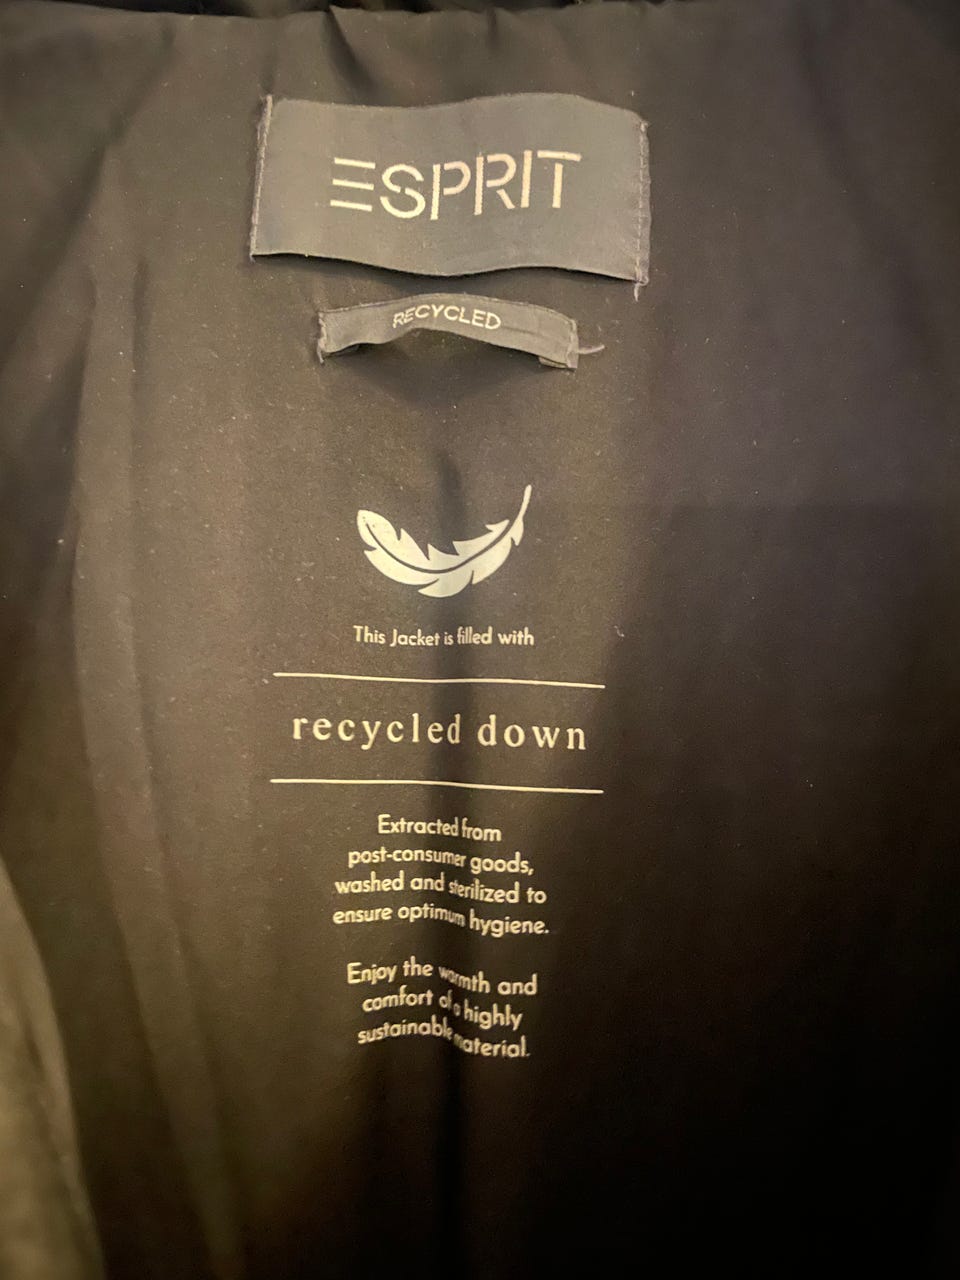 ESPRIT
RECYCLED
This Jacket is filled with
recycled down
Extracted from
post-consumer goods,
washed and sterilized to
ensure optimum hygiene.
Enjoy the warmth and
comfort of a highly
sustainable material.